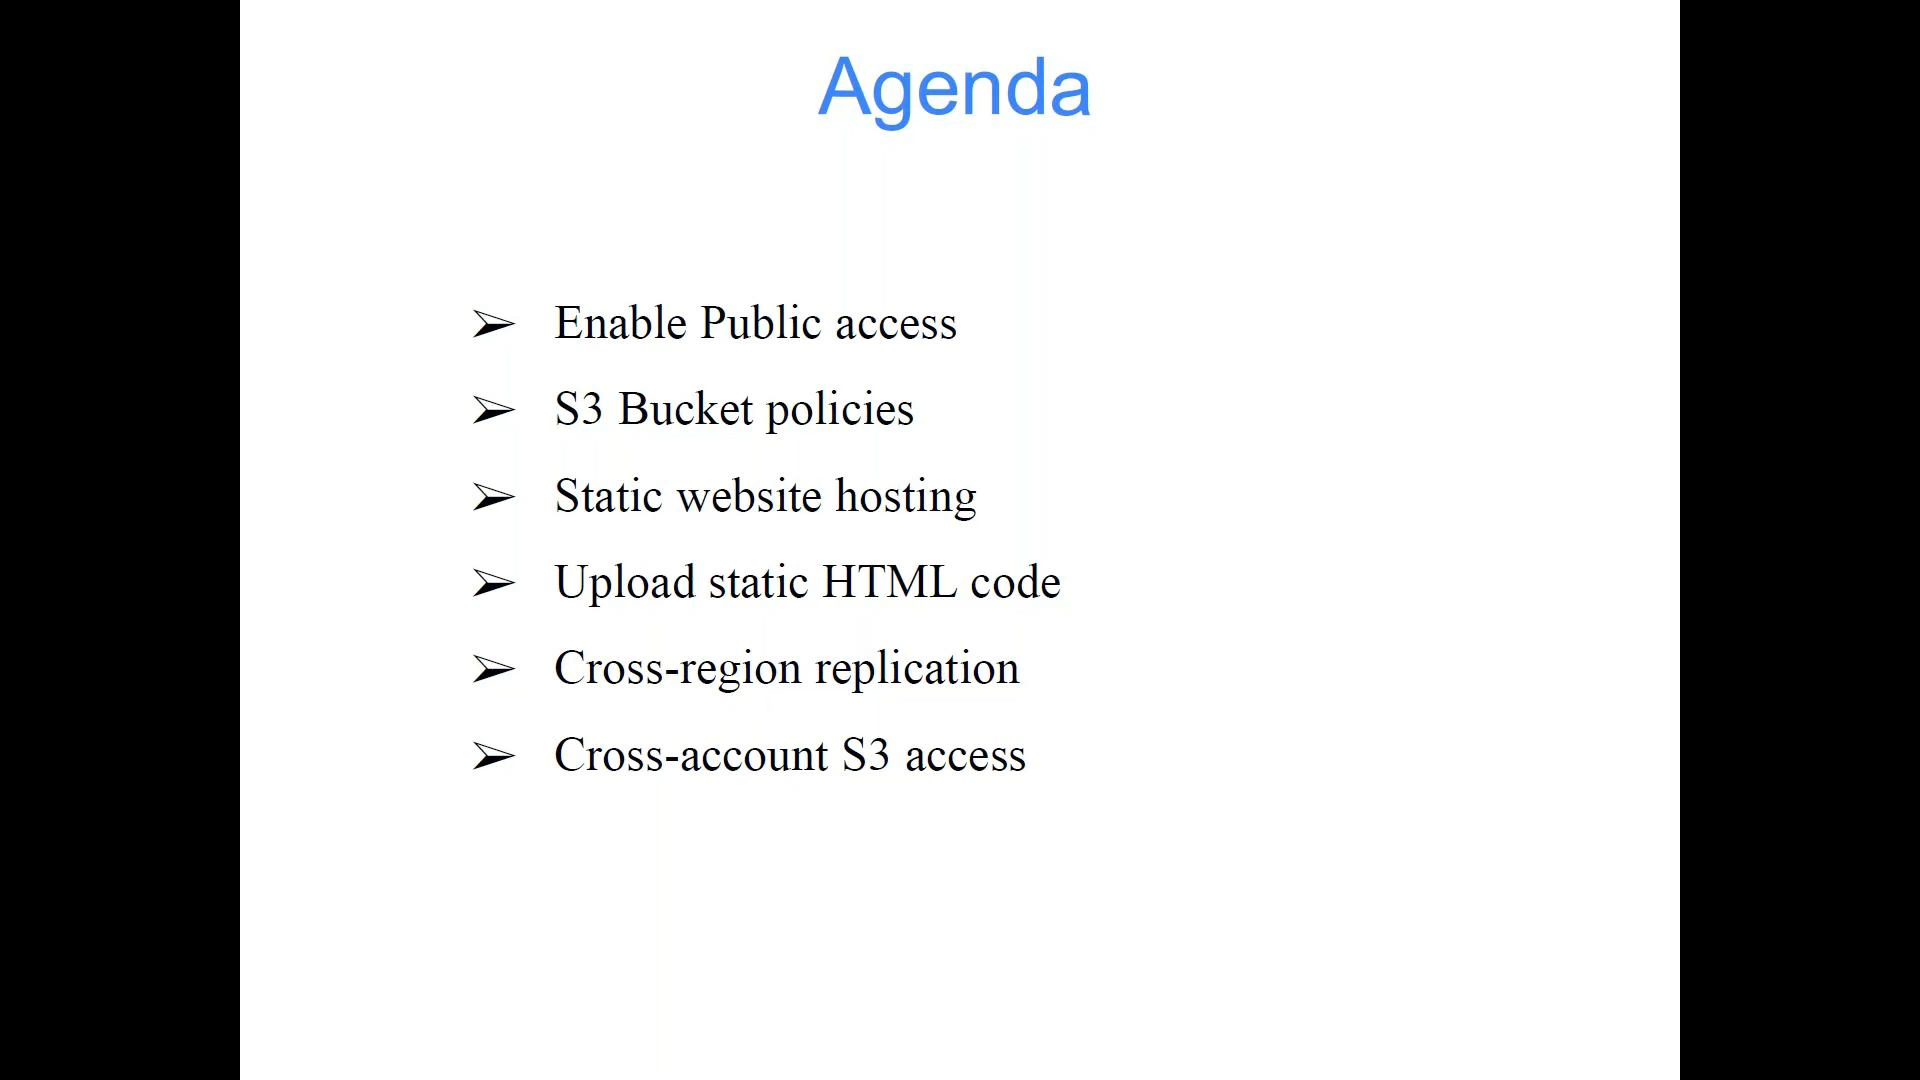 Agenda
➢ Enable Public access
➢ S3 Bucket policies
➢ Static website hosting
➢ Upload static HTML code
➢ Cross-region replication
➢ Cross-account S3 access